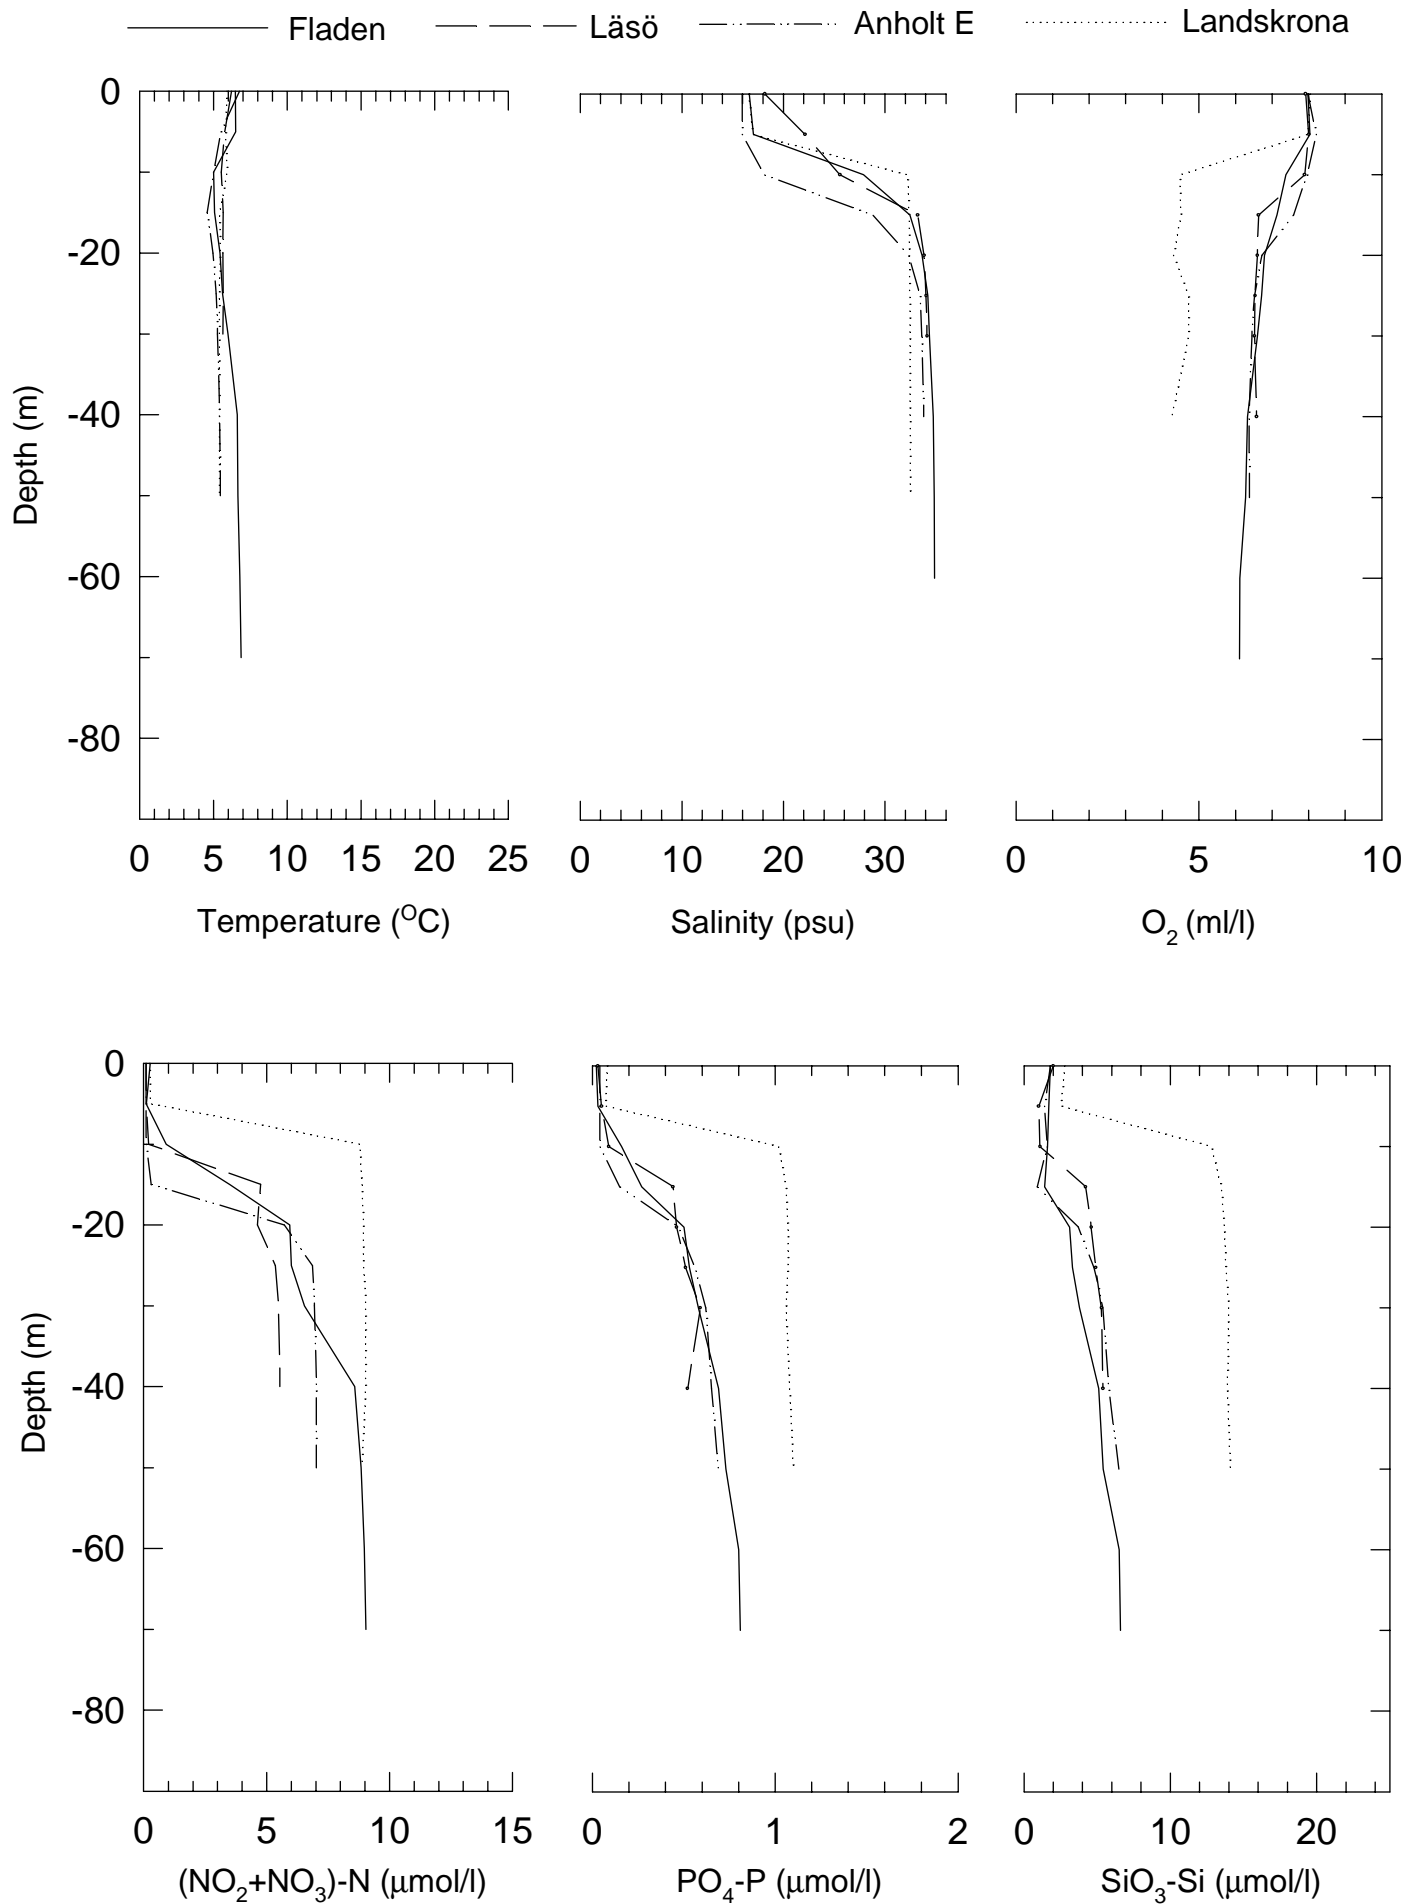 Fladen Läsö Anholt E Landskrona
0
-20
-40
-60
-80
Depth (m)
0 5 10 15 20 25
Temperature (°C)
0 10 20 30
Salinity (psu)
0 5 10
O₂ (ml/l)
0
-20
-40
-60
-80
Depth (m)
0 5 10 15
(NO₂+NO₃)-N (μmol/l)
0 1 2
PO₄-P (μmol/l)
0 10 20
SiO₃-Si (μmol/l)